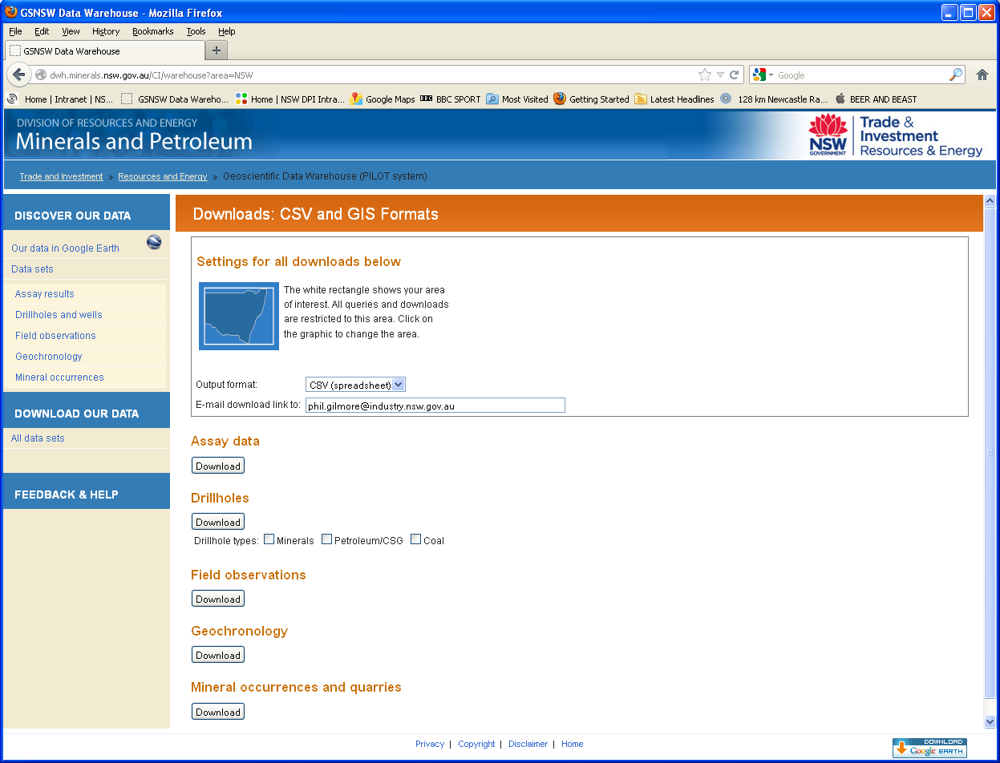 GSNSW Data Warehouse - Mozilla Firefox
File Edit View History Bookmarks Tools Help
GSNSW Data Warehouse +
dwh.minerals.nsw.gov.au/CI/warehouse?area=NSW Google
Home | Intranet | NS... GSNSW Data Wareho... Home | NSW DPI Intra... Google Maps BBC BBC SPORT Most Visited Getting Started Latest Headlines 128 km Newcastle Ra... BEER AND BEAST
DIVISION OF RESOURCES AND ENERGY
Minerals and Petroleum
NSW
GOVERNMENT
Trade &
Investment
Resources & Energy
Trade and Investment » Resources and Energy » Geoscientific Data Warehouse (PILOT system)
DISCOVER OUR DATA
Our data in Google Earth
Data sets
Assay results
Drillholes and wells
Field observations
Geochronology
Mineral occurrences
DOWNLOAD OUR DATA
All data sets
FEEDBACK & HELP
Downloads: CSV and GIS Formats
Settings for all downloads below
The white rectangle shows your area
of interest. All queries and downloads
are restricted to this area. Click on
the graphic to change the area.
Output format: CSV (spreadsheet)
E-mail download link to: phil.gilmore@industry.nsw.gov.au
Assay data
Download
Drillholes
Download
Drillhole types: Minerals Petroleum/CSG Coal
Field observations
Download
Geochronology
Download
Mineral occurrences and quarries
Download
Privacy | Copyright | Disclaimer | Home
DOWNLOAD
Google EARTH